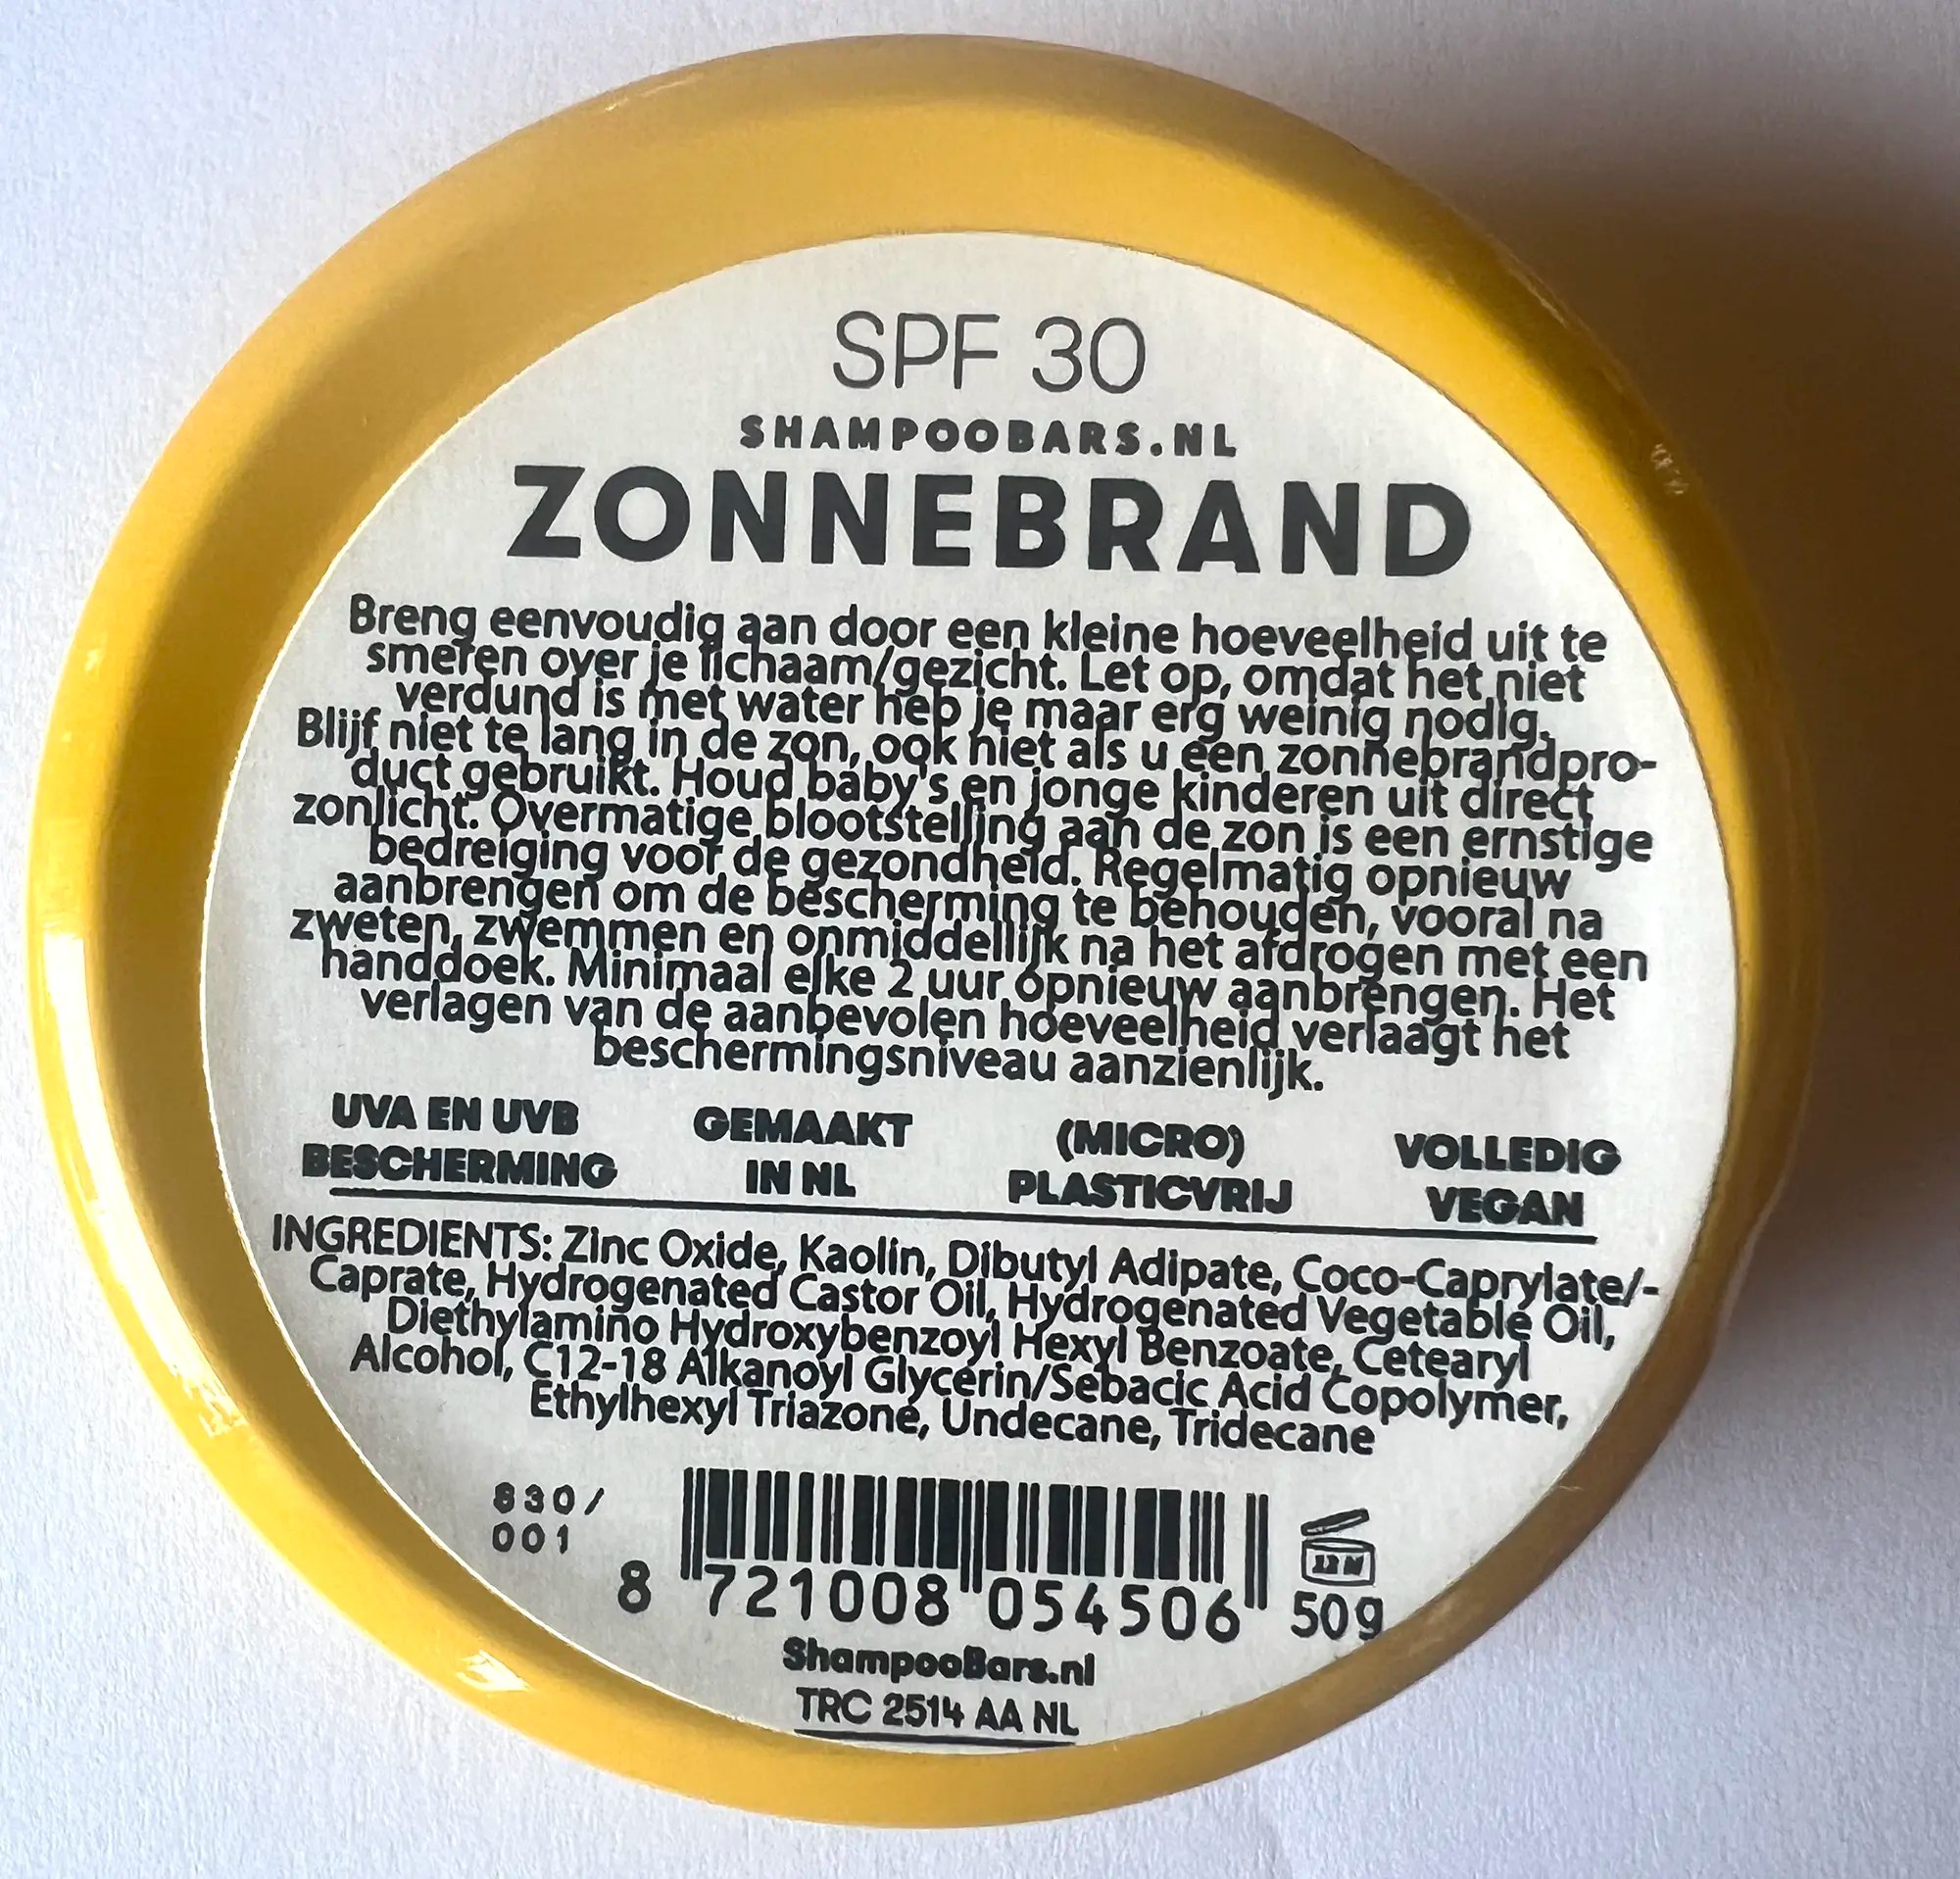 SPF 30
SHAMPOOBARS.NL
ZONNEBRAND
Breng eenvoudig aan door een kleine hoeveelheid uit te
smeren over je lichaam/gezicht. Let op, omdat het niet
verdund is met water heb je maar erg weinig nodig.
Blijf niet te lang in de zon, ook niet als u een zonnebrandpro-
duct gebruikt. Houd baby's en jonge kinderen uit direct
zonlicht. Overmatige blootstelling aan de zon is een ernstige
bedreiging voor de gezondheid. Regelmatig opnieuw
aanbrengen om de bescherming te behouden, vooral na
zweten, zwemmen en onmiddellijk na het afdrogen met een
handdoek. Minimaal elke 2 uur opnieuw aanbrengen. Het
verlagen van de aanbevolen hoeveelheid verlaagt het
beschermingsniveau aanzienlijk.
UVA EN UVB BESCHERMING
GEMAAKT IN NL
(MICRO) PLASTICVRIJ
VOLLEDIG VEGAN
INGREDIENTS: Zinc Oxide, Kaolin, Dibutyl Adipate, Coco-Caprylate/-
Caprate, Hydrogenated Castor Oil, Hydrogenated Vegetable Oil,
Diethylamino Hydroxybenzoyl Hexyl Benzoate, Cetearyl
Alcohol, C12-18 Alkanoyl Glycerin/Sebacic Acid Copolymer,
Ethylhexyl Triazone, Undecane, Tridecane
830/
001
8 721008 054506
12M
50g
ShampooBars.nl
TRC 2514 AA NL